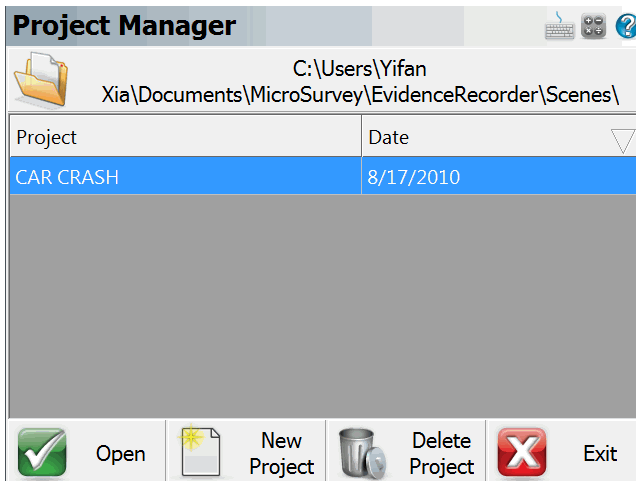 Project Manager
C:\Users\Yifan
Xia\Documents\MicroSurvey\EvidenceRecorder\Scenes\
Project Date
CAR CRASH 8/17/2010
Open
New
Project
Delete
Project
Exit